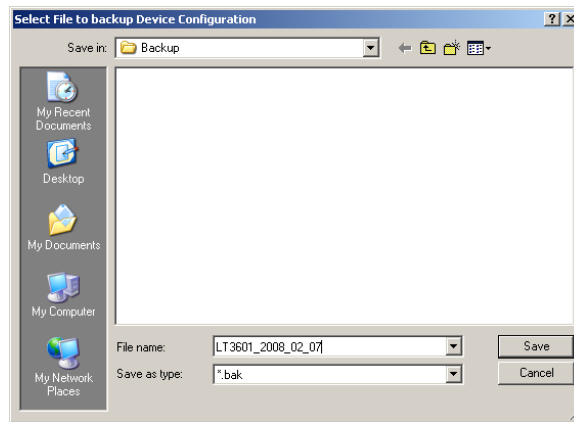 Select File to backup Device Configuration
Save in: Backup
My Recent
Documents
Desktop
My Documents
My Computer
My Network
Places
File name: LT3601_2008_02_07
Save
Save as type: *.bak
Cancel